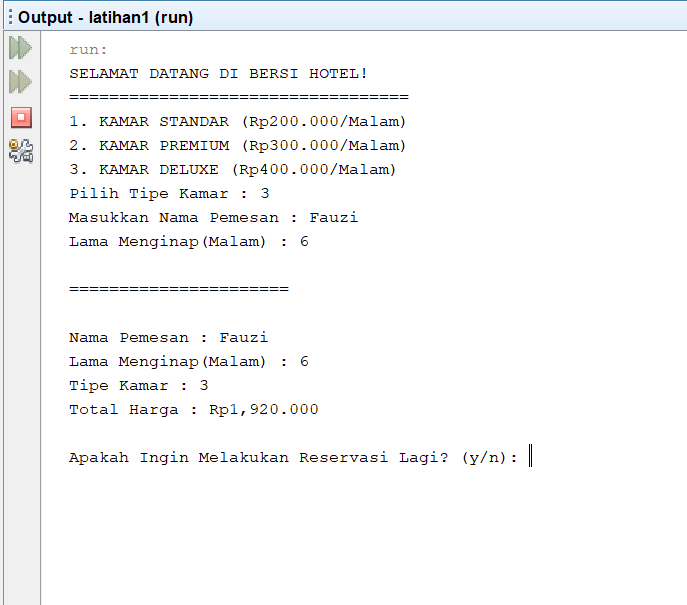 Output - latihan1 (run)
run:
SELAMAT DATANG DI BERSI HOTEL!
==================================
1. KAMAR STANDAR (Rp200.000/Malam)
2. KAMAR PREMIUM (Rp300.000/Malam)
3. KAMAR DELUXE (Rp400.000/Malam)
Pilih Tipe Kamar : 3
Masukkan Nama Pemesan : Fauzi
Lama Menginap(Malam) : 6
======================
Nama Pemesan : Fauzi
Lama Menginap(Malam) : 6
Tipe Kamar : 3
Total Harga : Rp1,920.000
Apakah Ingin Melakukan Reservasi Lagi? (y/n):